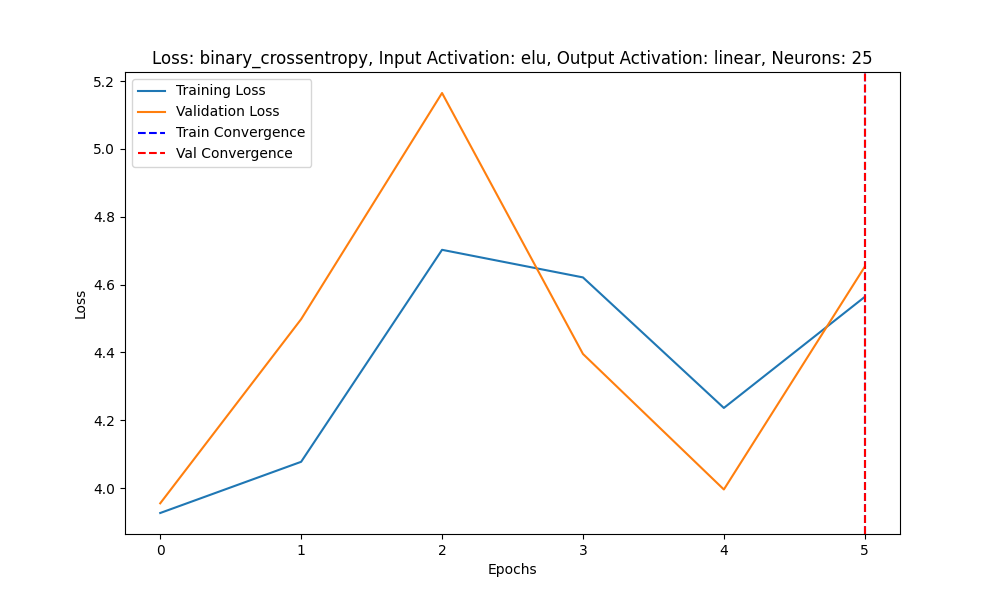 Loss: binary_crossentropy, Input Activation: elu, Output Activation: linear, Neurons: 25
Training Loss
Validation Loss
Train Convergence
Val Convergence
Loss
5.2
5.0
4.8
4.6
4.4
4.2
4.0
0 1 2 3 4 5
Epochs